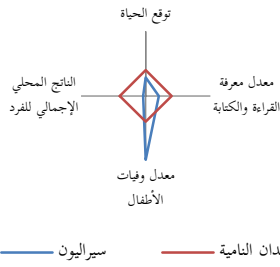 توقع الحياة
معدل معرفة
القراءة والكتابة
الناتج المحلي
الإجمالي للفرد
معدل وفيات
الأطفال
دان النامية
سيراليون